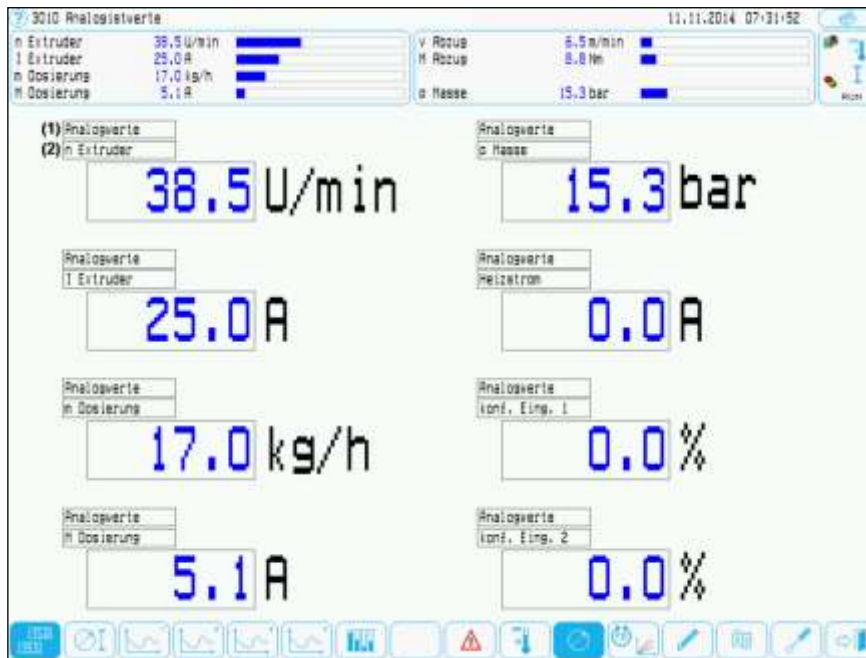 3010 Analogistwerte 11.11.2014 07:31:52
n Extruder 38.5 U/min
I Extruder 25.0 A
m Dosierung 17.0 kg/h
M Dosierung 5.1 A
v Abzug 6.5 m/min
M Abzug 8.8 Nm
p Masse 15.3 bar
(1) Analogwerte
(2) n Extruder
38.5 U/min
Analogwerte
p Masse
15.3 bar
Analogwerte
I Extruder
25.0 A
Analogwerte
Heizstrom
0.0 A
Analogwerte
m Dosierung
17.0 kg/h
Analogwerte
konf. Eing. 1
0.0 %
Analogwerte
M Dosierung
5.1 A
Analogwerte
konf. Eing. 2
0.0 %